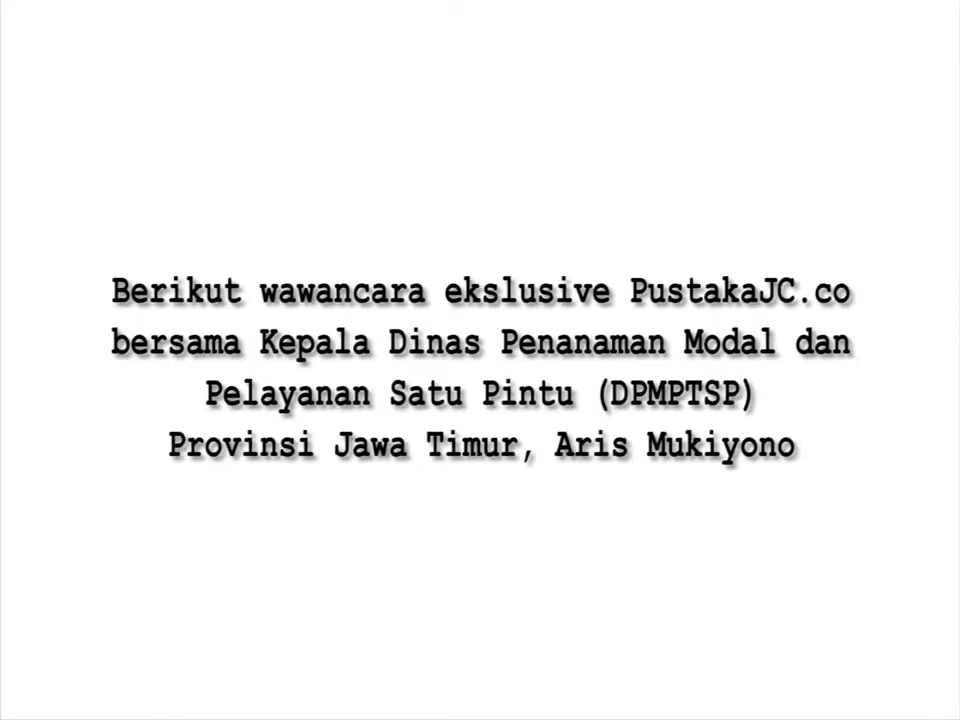 Berikut wawancara ekslusive PustakaJC.co
bersama Kepala Dinas Penanaman Modal dan
Pelayanan Satu Pintu (DPMPTSP)
Provinsi Jawa Timur, Aris Mukiyono